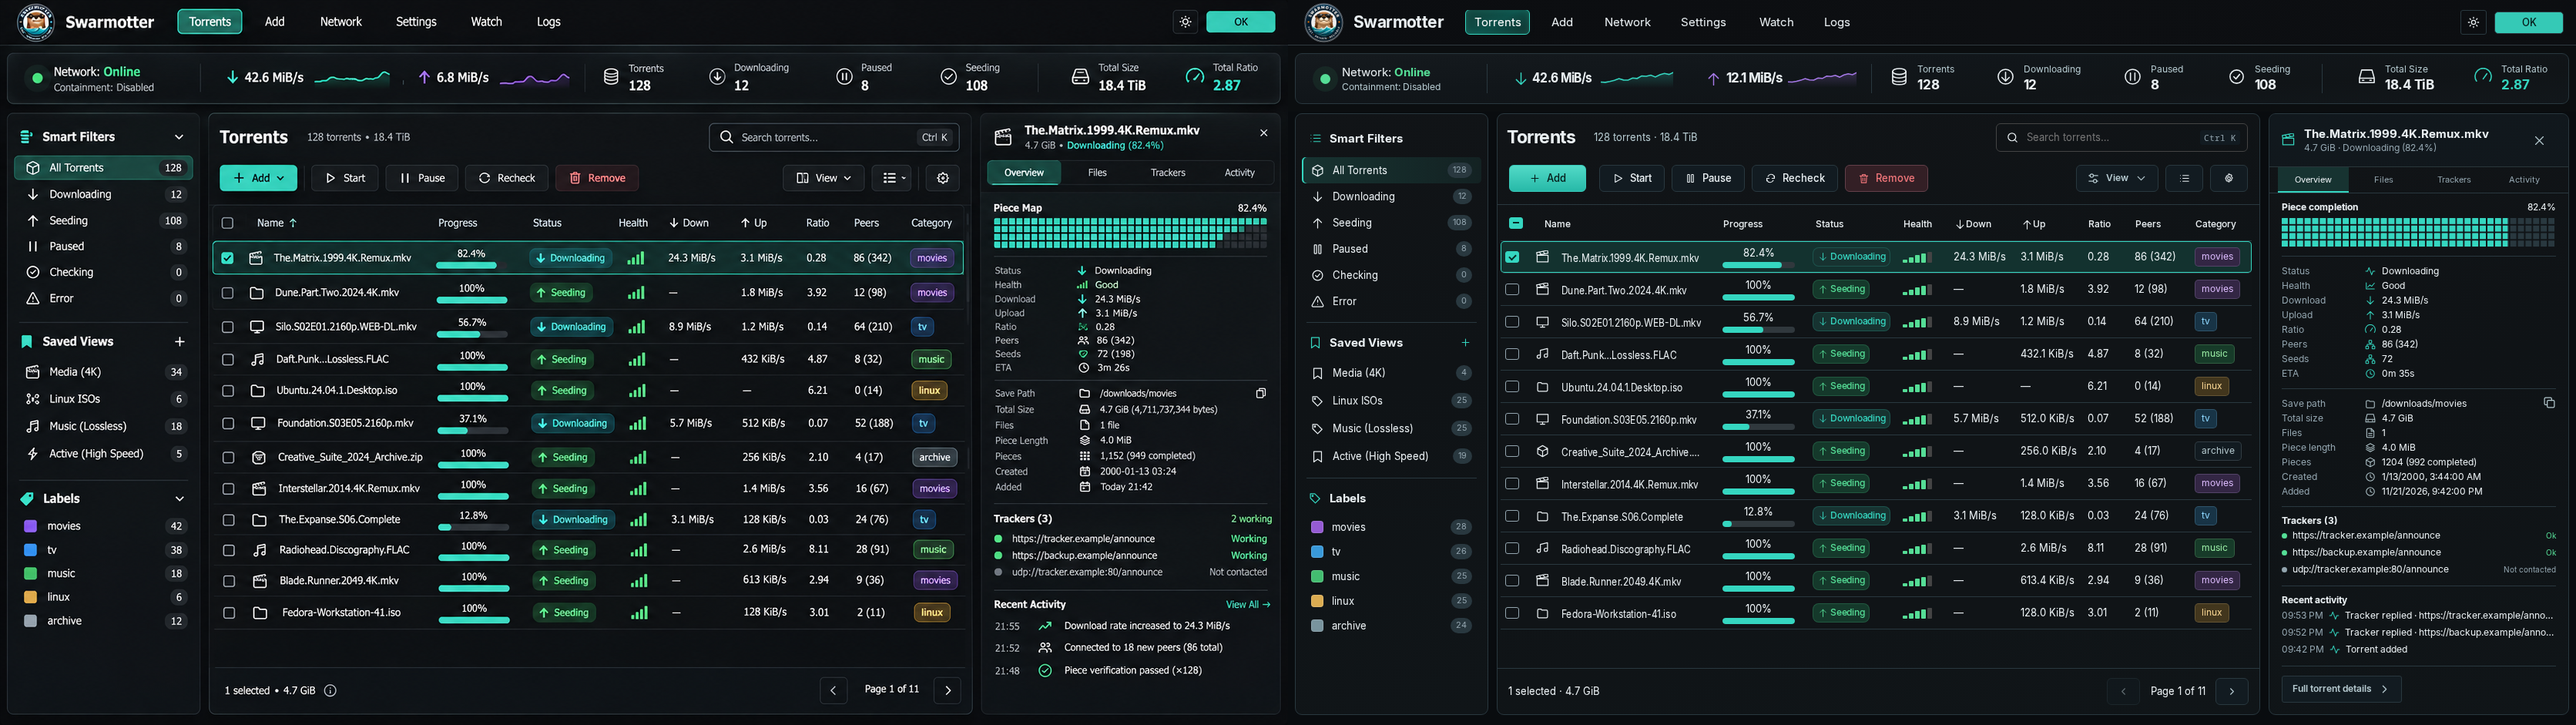 Swarmotter Torrents Add Network Settings Watch Logs OK
Network: Online
Containment: Disabled
42.6 MiB/s 6.8 MiB/s
Torrents
128
Downloading
12
Paused
8
Seeding
108
Total Size
18.4 TiB
Total Ratio
2.87
Smart Filters
All Torrents 128
Downloading 12
Seeding 108
Paused 8
Checking 0
Error 0
Saved Views
Media (4K) 34
Linux ISOs 6
Music (Lossless) 18
Active (High Speed) 5
Labels
movies 42
tv 38
music 18
linux 6
archive 12
Torrents 128 torrents • 18.4 TiB Search torrents... Ctrl K
Add Start Pause Recheck Remove View
Name Progress Status Health Down Up Ratio Peers Category
The.Matrix.1999.4K.Remux.mkv 82.4% Downloading 24.3 MiB/s 3.1 MiB/s 0.28 86 (342) movies
Dune.Part.Two.2024.4K.mkv 100% Seeding — 1.8 MiB/s 3.92 12 (98) movies
Silo.S02E01.2160p.WEB-DL.mkv 56.7% Downloading 8.9 MiB/s 1.2 MiB/s 0.14 64 (210) tv
Daft.Punk...Lossless.FLAC 100% Seeding — 432 KiB/s 4.87 8 (32) music
Ubuntu.24.04.1.Desktop.iso 100% Seeding — — 6.21 0 (14) linux
Foundation.S03E05.2160p.mkv 37.1% Downloading 5.7 MiB/s 512 KiB/s 0.07 52 (188) tv
Creative_Suite_2024_Archive.zip 100% Seeding — 256 KiB/s 2.10 4 (17) archive
Interstellar.2014.4K.Remux.mkv 100% Seeding — 1.4 MiB/s 3.56 16 (67) movies
The.Expanse.S06.Complete 12.8% Downloading 3.1 MiB/s 128 KiB/s 0.03 24 (76) tv
Radiohead.Discography.FLAC 100% Seeding — 2.6 MiB/s 8.11 28 (91) music
Blade.Runner.2049.4K.mkv 100% Seeding — 613 KiB/s 2.94 9 (36) movies
Fedora-Workstation-41.iso 100% Seeding — 128 KiB/s 3.01 2 (11) linux
1 selected • 4.7 GiB Page 1 of 11
The.Matrix.1999.4K.Remux.mkv
4.7 GiB • Downloading (82.4%)
Overview Files Trackers Activity
Piece Map 82.4%
Status Downloading
Health Good
Download 24.3 MiB/s
Upload 3.1 MiB/s
Ratio 0.28
Peers 86 (342)
Seeds 72 (198)
ETA 3m 26s
Save Path /downloads/movies
Total Size 4.7 GiB (4,711,737,344 bytes)
Files 1 file
Piece Length 4.0 MiB
Pieces 1,152 (949 completed)
Created 2000-01-13 03:24
Added Today 21:42
Trackers (3) 2 working
https://tracker.example/announce Working
https://backup.example/announce Working
udp://tracker.example:80/announce Not contacted
Recent Activity View All →
21:55 Download rate increased to 24.3 MiB/s
21:52 Connected to 18 new peers (86 total)
21:48 Piece verification passed (×128)
Swarmotter Torrents Add Network Settings Watch Logs OK
Network: Online
Containment: Disabled
42.6 MiB/s 12.1 MiB/s
Torrents
128
Downloading
12
Paused
8
Seeding
108
Total Size
18.4 TiB
Total Ratio
2.87
Smart Filters
All Torrents 128
Downloading 12
Seeding 108
Paused 8
Checking 0
Error 0
Saved Views
Media (4K) 4
Linux ISOs 25
Music (Lossless) 25
Active (High Speed) 19
Labels
movies 28
tv 26
music 25
linux 25
archive 24
Torrents 128 torrents · 18.4 TiB Search torrents... Ctrl K
Add Start Pause Recheck Remove View
Name Progress Status Health Down Up Ratio Peers Category
The.Matrix.1999.4K.Remux.mkv 82.4% Downloading 24.3 MiB/s 3.1 MiB/s 0.28 86 (342) movies
Dune.Part.Two.2024.4K.mkv 100% Seeding — 1.8 MiB/s 3.92 12 (98) movies
Silo.S02E01.2160p.WEB-DL.mkv 56.7% Downloading 8.9 MiB/s 1.2 MiB/s 0.14 64 (210) tv
Daft.Punk...Lossless.FLAC 100% Seeding — 432.1 KiB/s 4.87 8 (32) music
Ubuntu.24.04.1.Desktop.iso 100% Seeding — — 6.21 0 (14) linux
Foundation.S03E05.2160p.mkv 37.1% Downloading 5.7 MiB/s 512.0 KiB/s 0.07 52 (188) tv
Creative_Suite_2024_Archive.... 100% Seeding — 256.0 KiB/s 2.10 4 (17) archive
Interstellar.2014.4K.Remux.mkv 100% Seeding — 1.4 MiB/s 3.56 16 (67) movies
The.Expanse.S06.Complete 12.8% Downloading 3.1 MiB/s 128.0 KiB/s 0.03 24 (76) tv
Radiohead.Discography.FLAC 100% Seeding — 2.6 MiB/s 8.11 28 (91) music
Blade.Runner.2049.4K.mkv 100% Seeding — 613.4 KiB/s 2.94 9 (36) movies
Fedora-Workstation-41.iso 100% Seeding — 128.0 KiB/s 3.01 2 (11) linux
1 selected · 4.7 GiB Page 1 of 11
The.Matrix.1999.4K.Remux.mkv
4.7 GiB · Downloading (82.4%)
Overview Files Trackers Activity
Piece completion 82.4%
Status Downloading
Health Good
Download 24.3 MiB/s
Upload 3.1 MiB/s
Ratio 0.28
Peers 86 (342)
Seeds 72
ETA 0m 35s
Save path /downloads/movies
Total size 4.7 GiB
Files 1
Piece length 4.0 MiB
Pieces 1204 (992 completed)
Created 1/13/2000, 3:44:00 AM
Added 11/21/2026, 9:42:00 PM
Trackers (3)
https://tracker.example/announce Ok
https://backup.example/announce Ok
udp://tracker.example:80/announce Not contacted
Recent activity
09:53 PM Tracker replied · https://tracker.example/anno...
09:52 PM Tracker replied · https://backup.example/anno...
09:42 PM Torrent added
Full torrent details